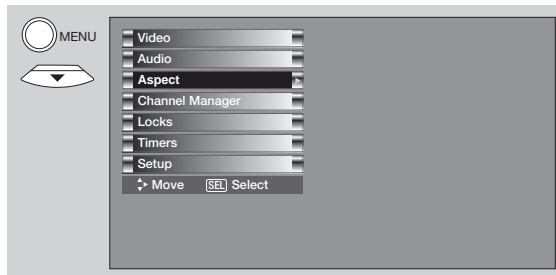 MENU
Video
Audio
Aspect
Channel Manager
Locks
Timers
Setup
Move SEL Select